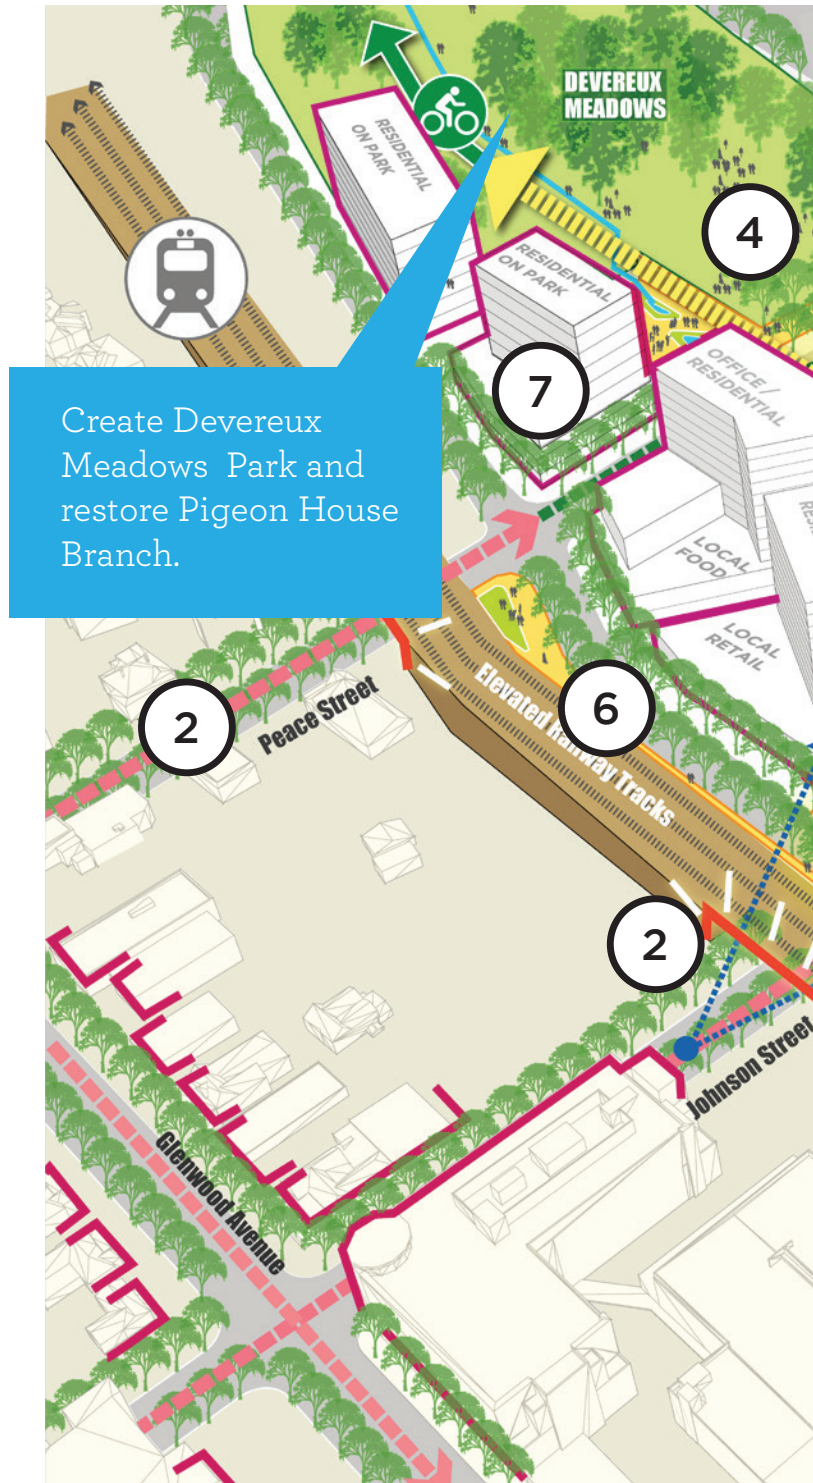 DEVEREUX
MEADOWS
RESIDENTIAL
ON PARK
4
RESIDENTIAL
ON PARK
7
OFFICE/
RESIDENTIAL
Create Devereux
Meadows Park and
restore Pigeon House
Branch.
LOCAL
FOOD
LOCAL
RETAIL
2
Peace Street
6
Elevated Railway Tracks
2
Johnson Street
Glenwood Avenue